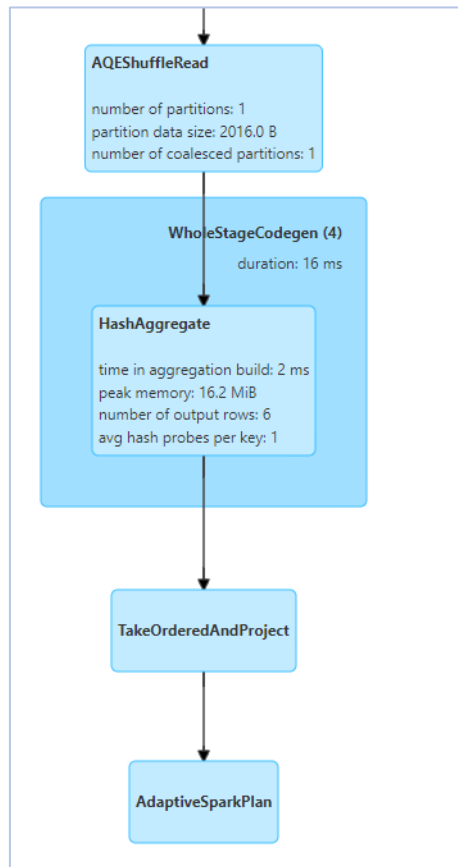 AQEShuffleRead
number of partitions: 1
partition data size: 2016.0 B
number of coalesced partitions: 1
WholeStageCodegen (4)
duration: 16 ms
HashAggregate
time in aggregation build: 2 ms
peak memory: 16.2 MiB
number of output rows: 6
avg hash probes per key: 1
TakeOrderedAndProject
AdaptiveSparkPlan